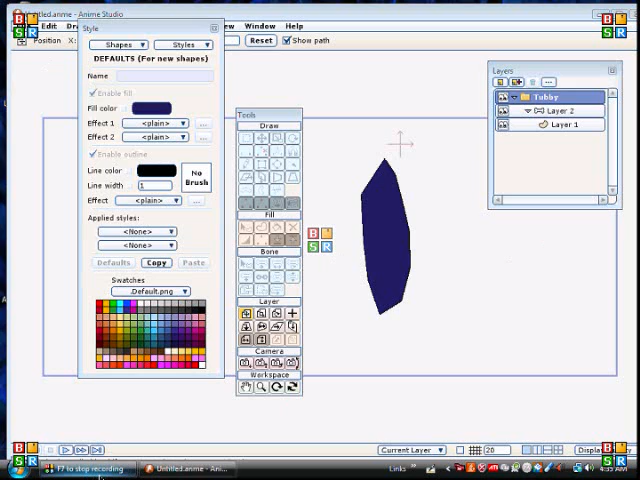 Untitled.anme - Anime Studio
Edit
Window
Help
Position
Reset
Show path
Style
Shapes
Styles
DEFAULTS (For new shapes)
Name
Enable fill
Fill color
Effect 1
<plain>
...
Effect 2
<plain>
...
Enable outline
Line color
Line width
1
No
Brush
Effect
<plain>
...
Applied styles:
<None>
<None>
Defaults
Copy
Paste
Swatches
.Default.png
Tools
Draw
Fill
Bone
Layer
Camera
Workspace
B
S R
Layers
...
Tubby
Layer 2
Layer 1
Current Layer
20
F7 to stop recording
Untitled.anme - Ani...
Links
»
4:35 AM